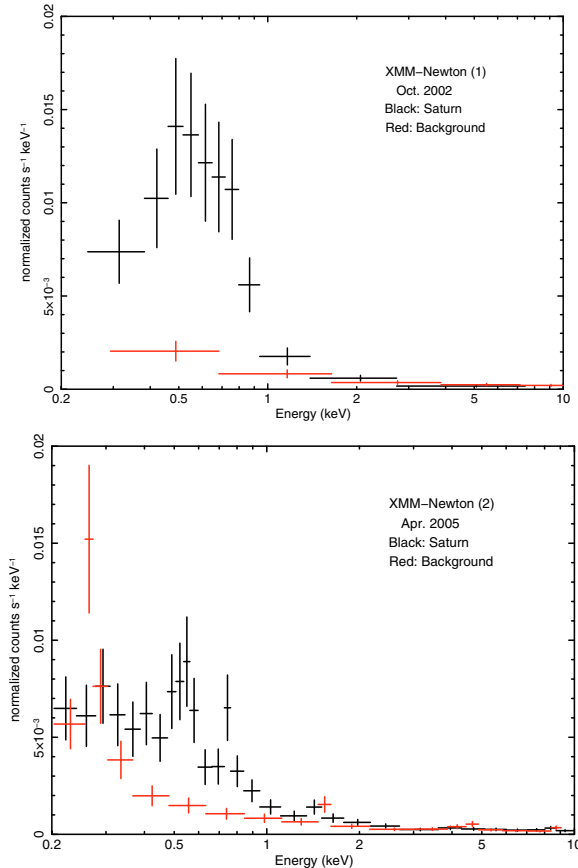 0.02
0.015
0.01
5×10⁻³
0
normalized counts s⁻¹ keV⁻¹
XMM−Newton (1)
Oct. 2002
Black: Saturn
Red: Background
0.2 0.5 1 2 5 10
Energy (keV)
0.02
0.015
0.01
5×10⁻³
0
normalized counts s⁻¹ keV⁻¹
XMM−Newton (2)
Apr. 2005
Black: Saturn
Red: Background
0.2 0.5 1 2 5 10
Energy (keV)